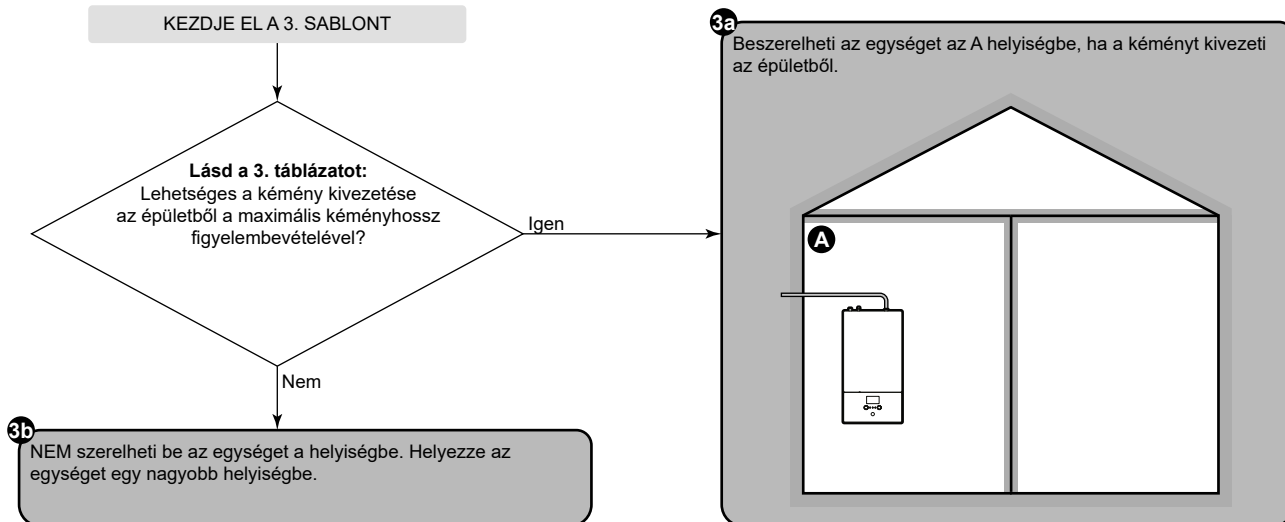 KEZDJE EL A 3. SABLONT
Lásd a 3. táblázatot:
Lehetséges a kémény kivezetése
az épületből a maximális kéményhossz
figyelembevételével?
Igen
Nem
3a
Beszerelheti az egységet az A helyiségbe, ha a kéményt kivezeti
az épületből.
A
3b
NEM szerelheti be az egységet a helyiségbe. Helyezze az
egységet egy nagyobb helyiségbe.